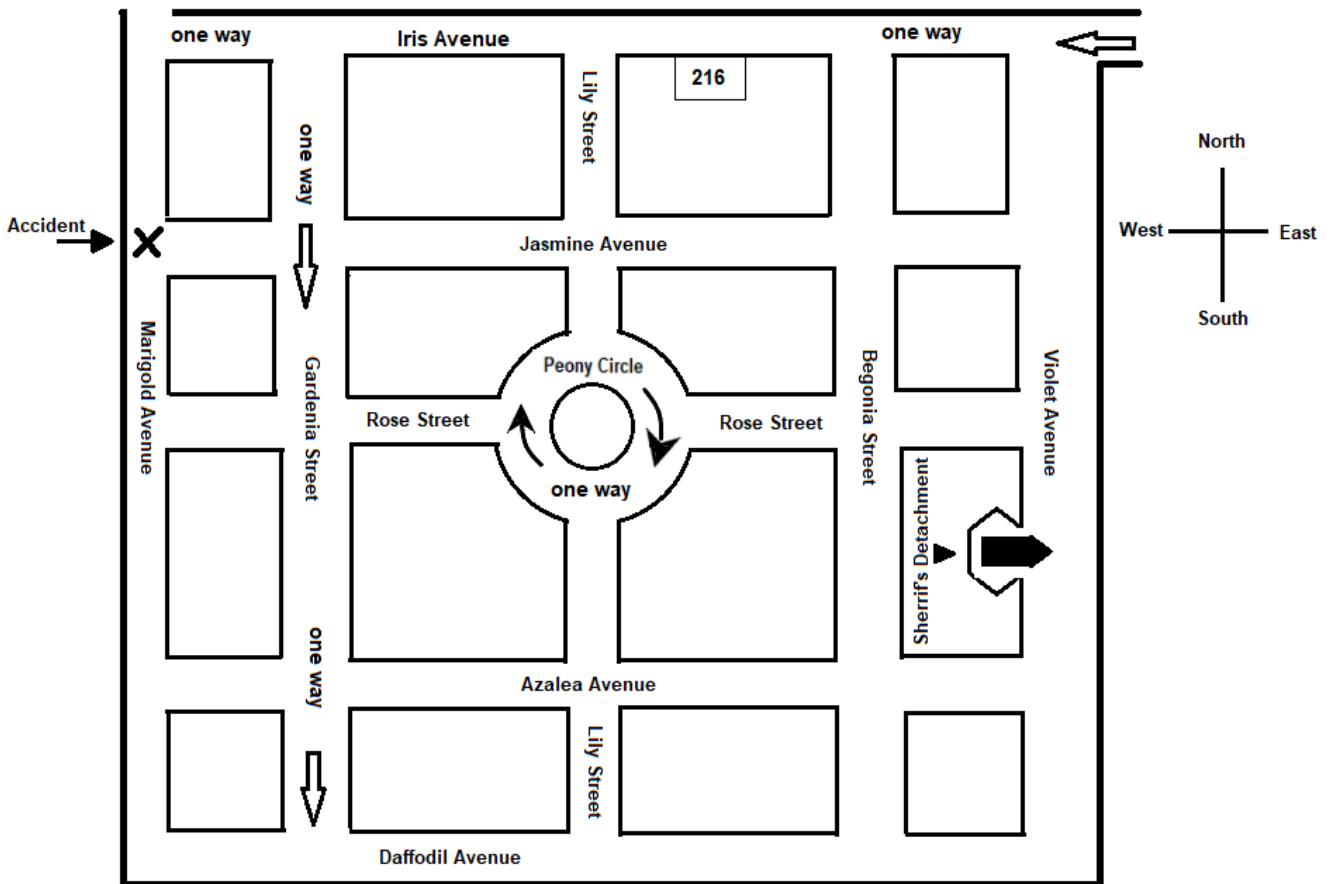 one way
Iris Avenue
one way
Lily Street
216
one way
North
Accident
Jasmine Avenue
West
East
South
Marigold Avenue
Gardenia Street
Peony Circle
Begonia Street
Violet Avenue
Rose Street
Rose Street
one way
Sherrif's Detachment
one way
Azalea Avenue
Lily Street
Daffodil Avenue